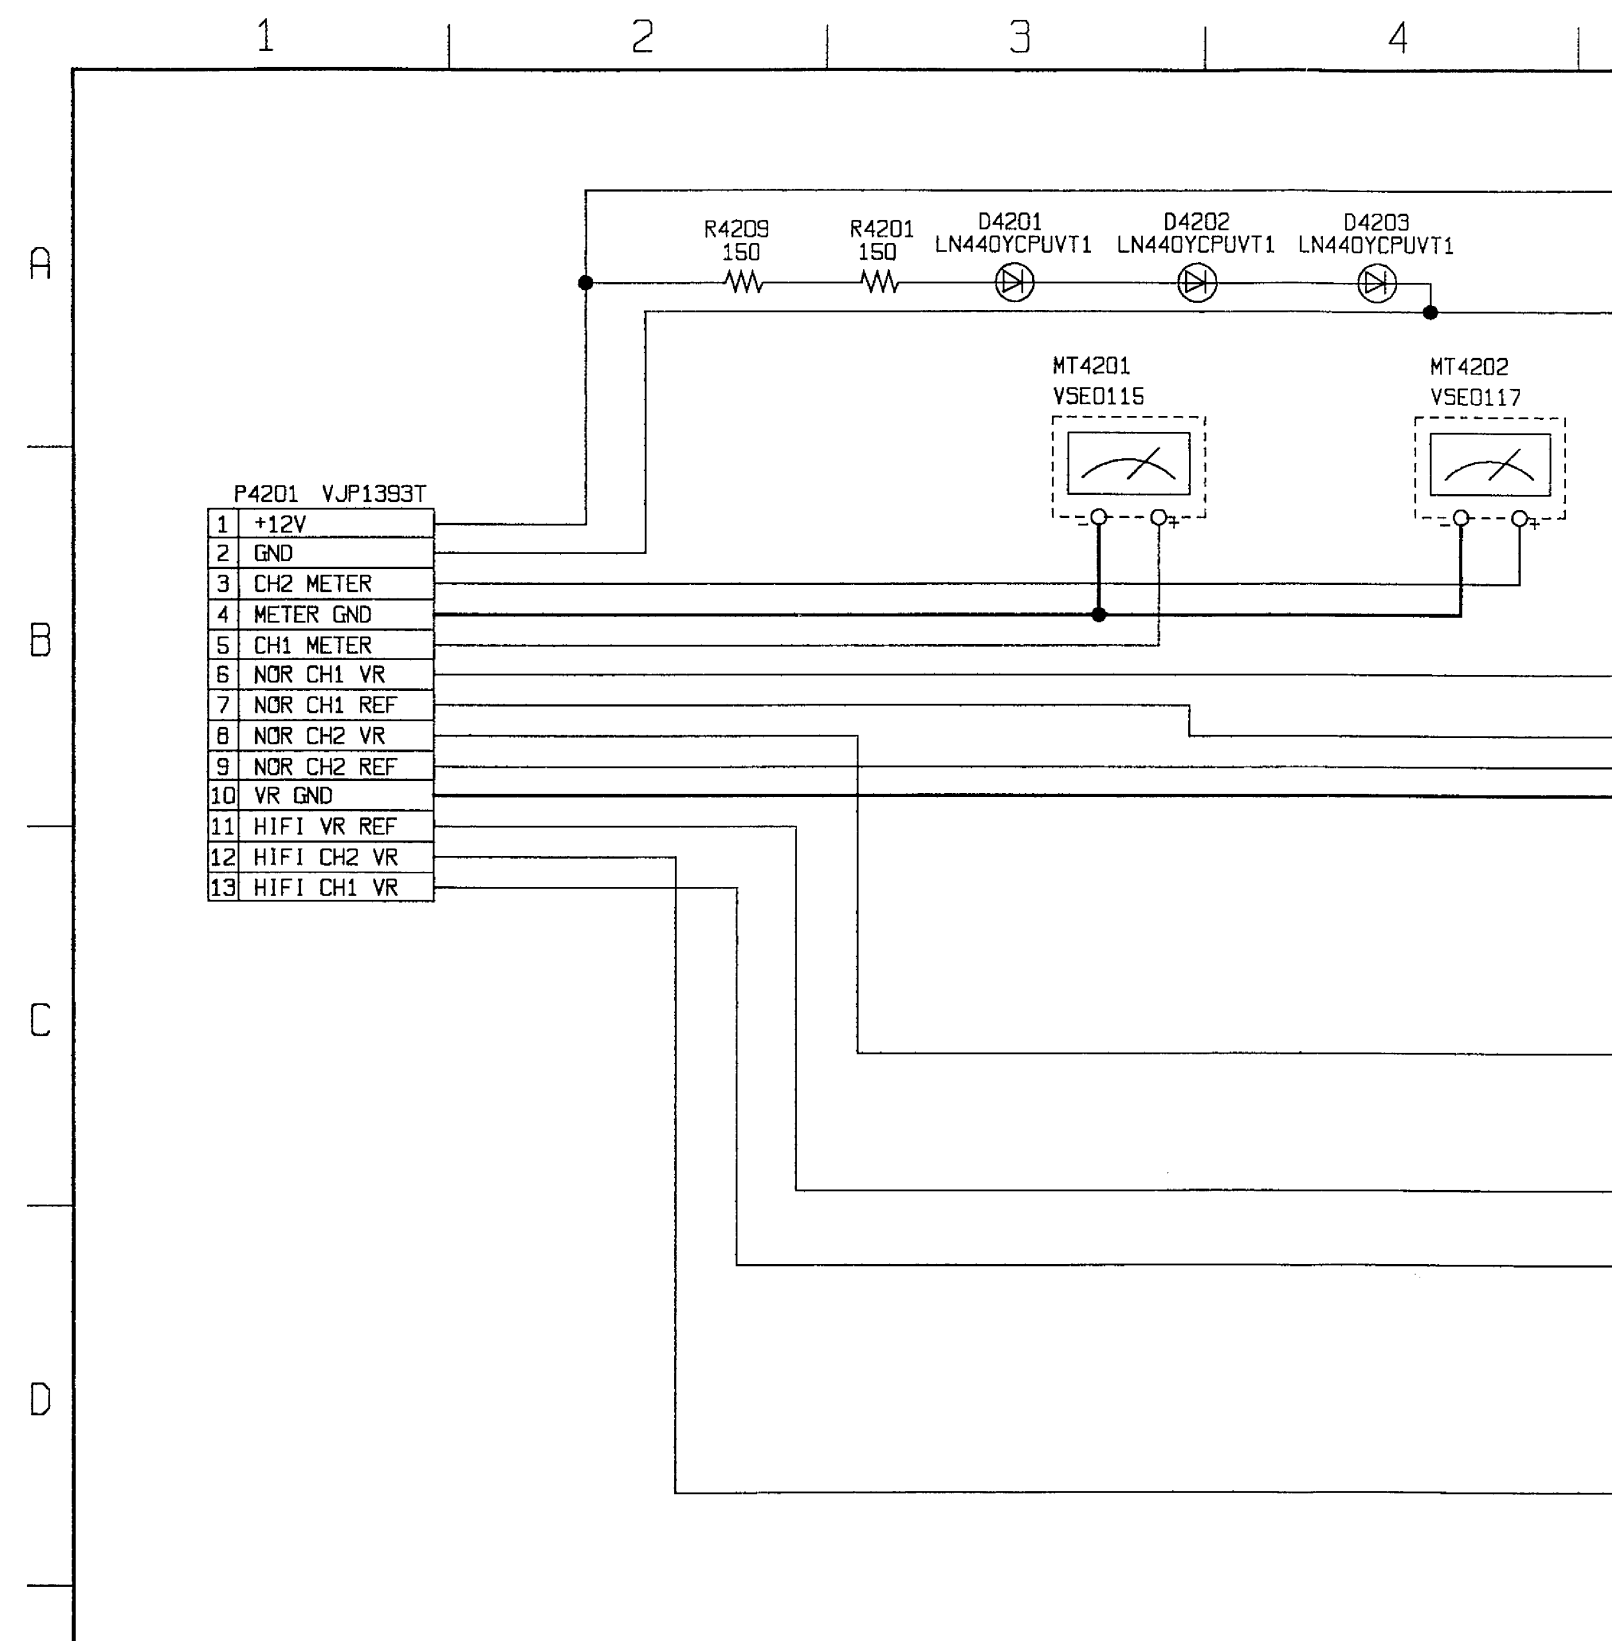 1 2 3 4
A
B
C
D
R4209
150
R4201
150
D4201
LN440YCPUVT1
D4202
LN440YCPUVT1
D4203
LN440YCPUVT1
MT4201
VSE0115
- +
MT4202
VSE0117
- +
P4201 VJP1393T
1 +12V
2 GND
3 CH2 METER
4 METER GND
5 CH1 METER
6 NOR CH1 VR
7 NOR CH1 REF
8 NOR CH2 VR
9 NOR CH2 REF
10 VR GND
11 HIFI VR REF
12 HIFI CH2 VR
13 HIFI CH1 VR